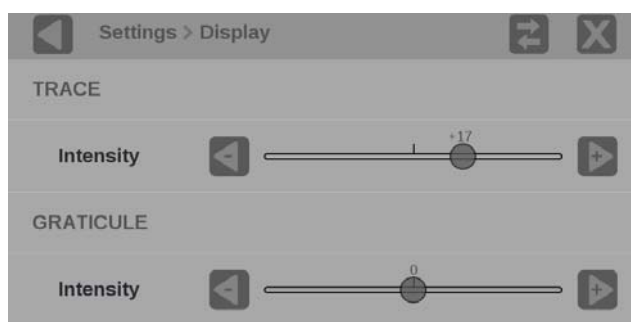 Settings > Display
TRACE
+17
Intensity - +
GRATICULE
0
Intensity - +